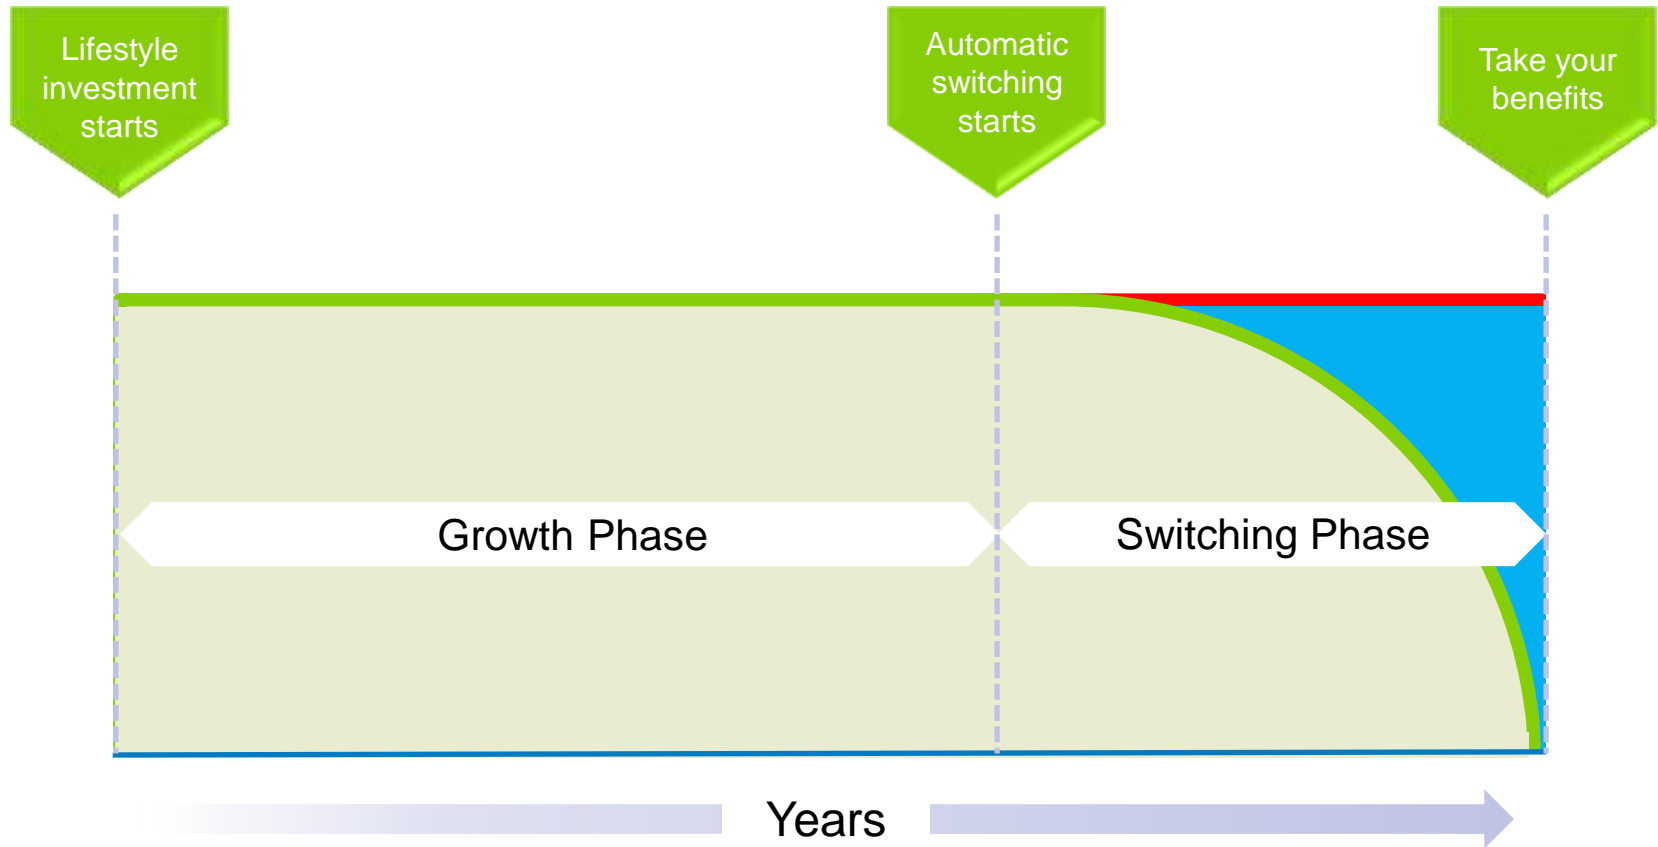 Lifestyle
investment
starts
Automatic
switching
starts
Take your
benefits
Growth Phase
Switching Phase
Years